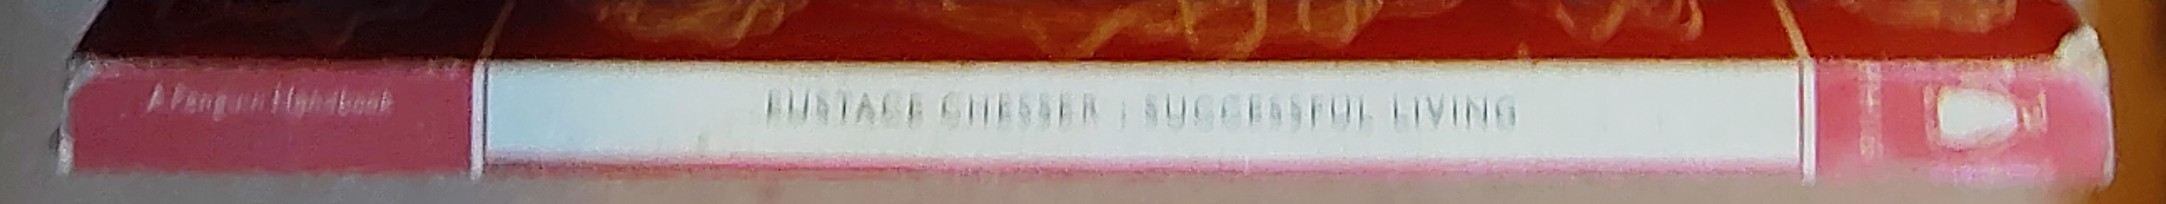 A Penguin Handbook
EUSTACE CHESSER : SUCCESSFUL LIVING